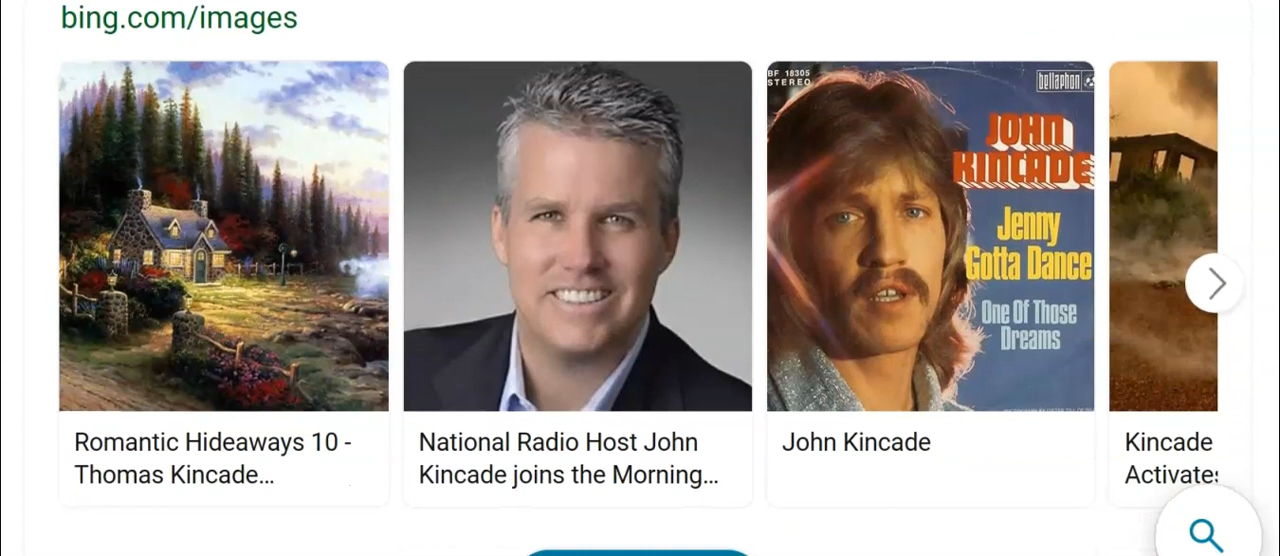 bing.com/images
BF 18305
STEREO
bellaphon
JOHN
KINCADE
Jenny
Gotta Dance
One Of Those
Dreams
Romantic Hideaways 10 -
Thomas Kincade...
National Radio Host John
Kincade joins the Morning...
John Kincade
Kincade
Activates